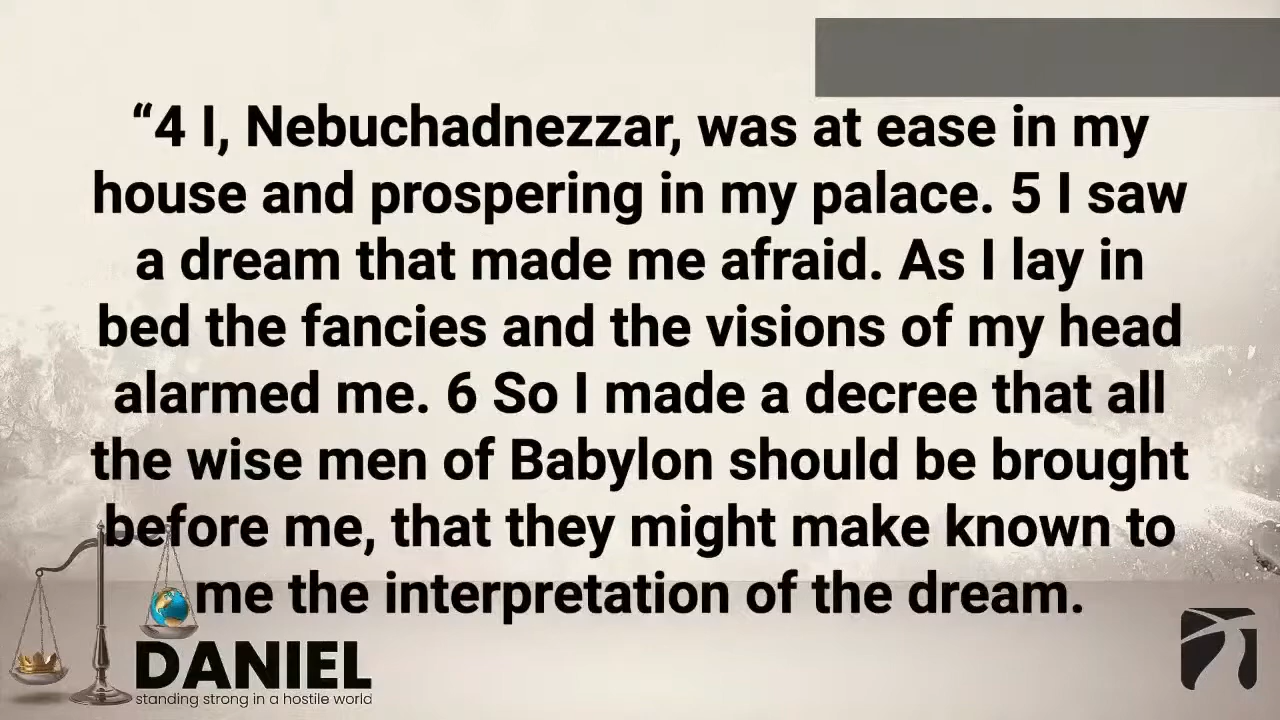 “4 I, Nebuchadnezzar, was at ease in my
house and prospering in my palace. 5 I saw
a dream that made me afraid. As I lay in
bed the fancies and the visions of my head
alarmed me. 6 So I made a decree that all
the wise men of Babylon should be brought
before me, that they might make known to
me the interpretation of the dream.
DANIEL
standing strong in a hostile world